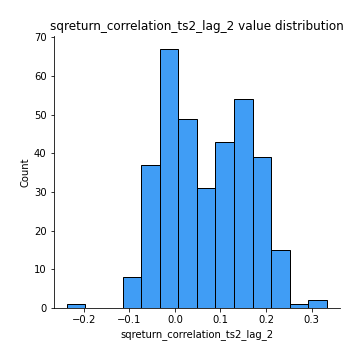 sqreturn_correlation_ts2_lag_2 value distribution
70
60
50
40
30
20
10
0
Count
−0.2 −0.1 0.0 0.1 0.2 0.3
sqreturn_correlation_ts2_lag_2